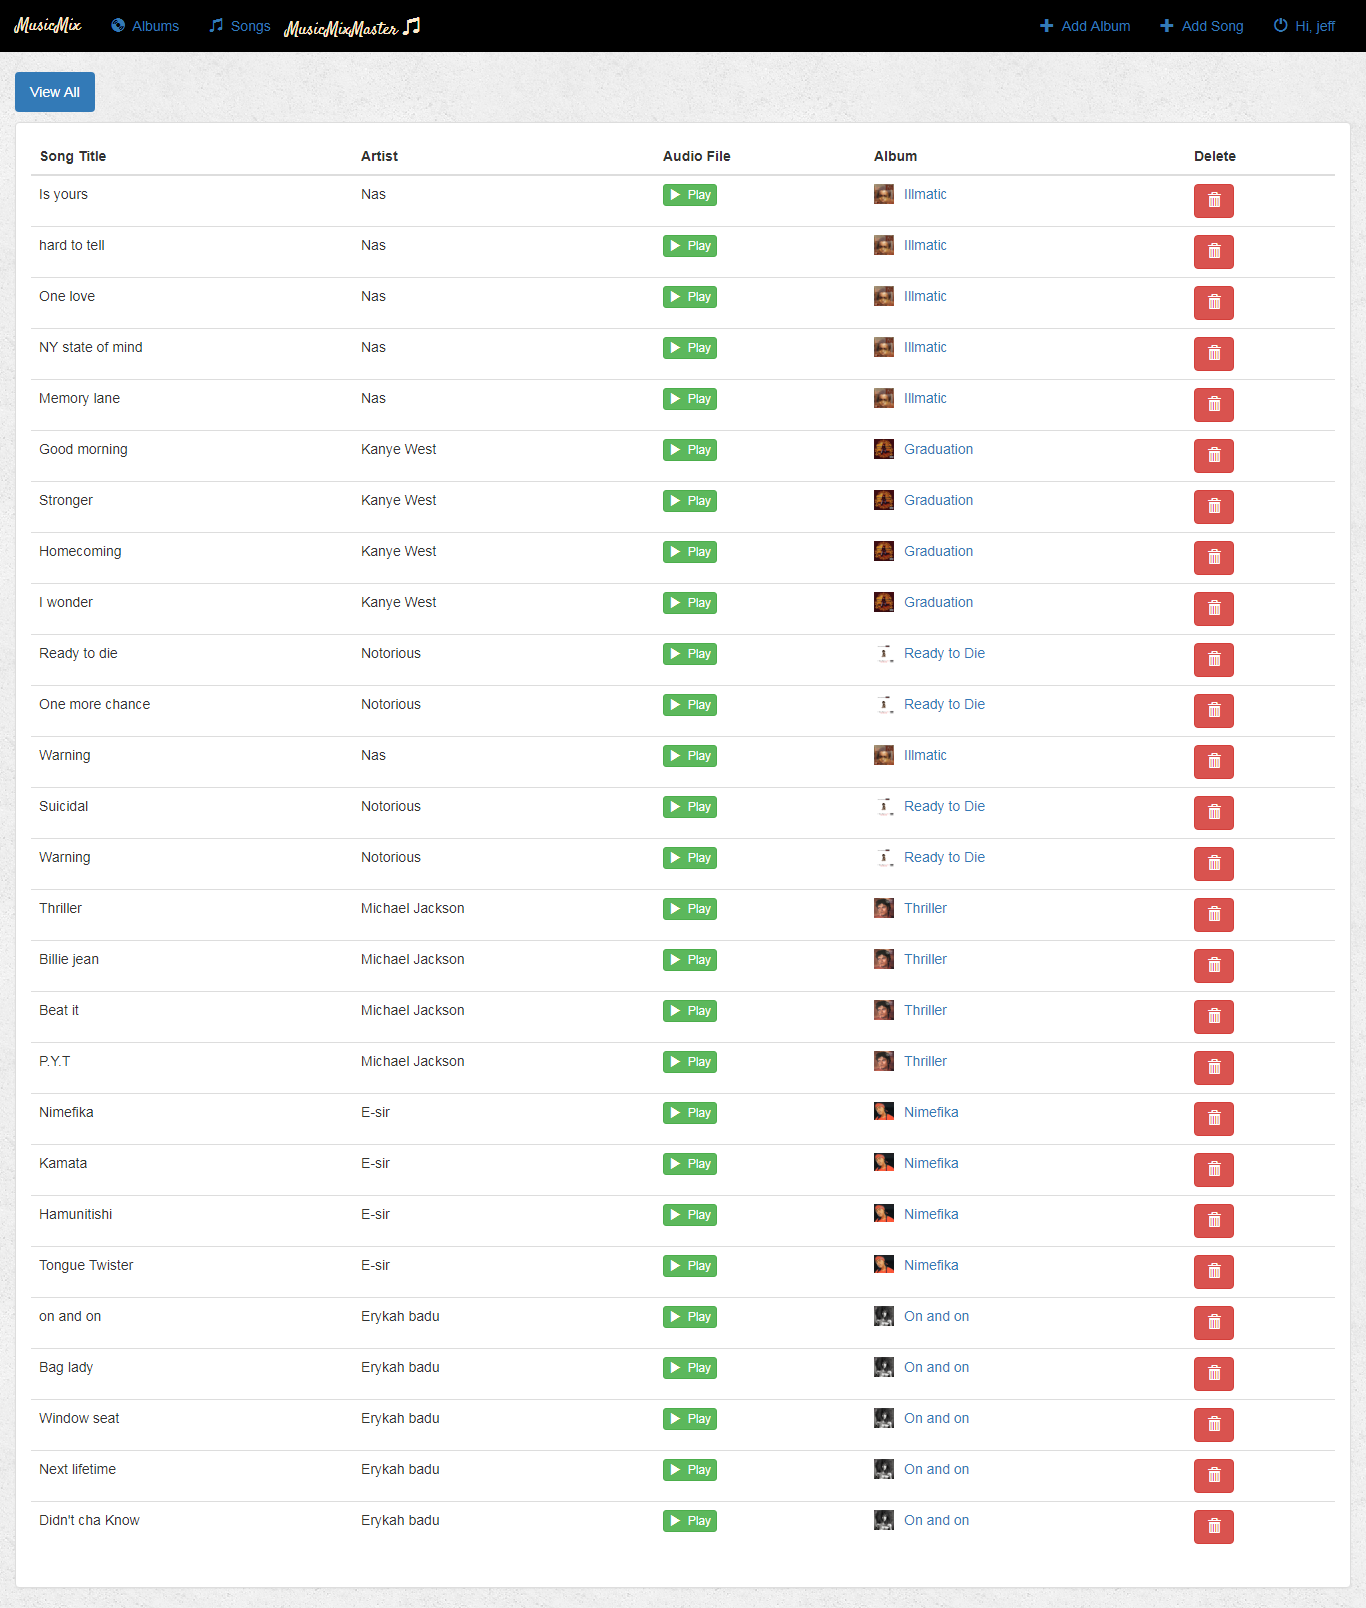 MusicMix Albums Songs MusicMixMaster Add Album Add Song Hi, jeff
View All
Song Title Artist Audio File Album Delete
Is yours Nas Play Illmatic
hard to tell Nas Play Illmatic
One love Nas Play Illmatic
NY state of mind Nas Play Illmatic
Memory lane Nas Play Illmatic
Good morning Kanye West Play Graduation
Stronger Kanye West Play Graduation
Homecoming Kanye West Play Graduation
I wonder Kanye West Play Graduation
Ready to die Notorious Play Ready to Die
One more chance Notorious Play Ready to Die
Warning Nas Play Illmatic
Suicidal Notorious Play Ready to Die
Warning Notorious Play Ready to Die
Thriller Michael Jackson Play Thriller
Billie jean Michael Jackson Play Thriller
Beat it Michael Jackson Play Thriller
P.Y.T Michael Jackson Play Thriller
Nimefika E-sir Play Nimefika
Kamata E-sir Play Nimefika
Hamunitishi E-sir Play Nimefika
Tongue Twister E-sir Play Nimefika
on and on Erykah badu Play On and on
Bag lady Erykah badu Play On and on
Window seat Erykah badu Play On and on
Next lifetime Erykah badu Play On and on
Didn't cha Know Erykah badu Play On and on